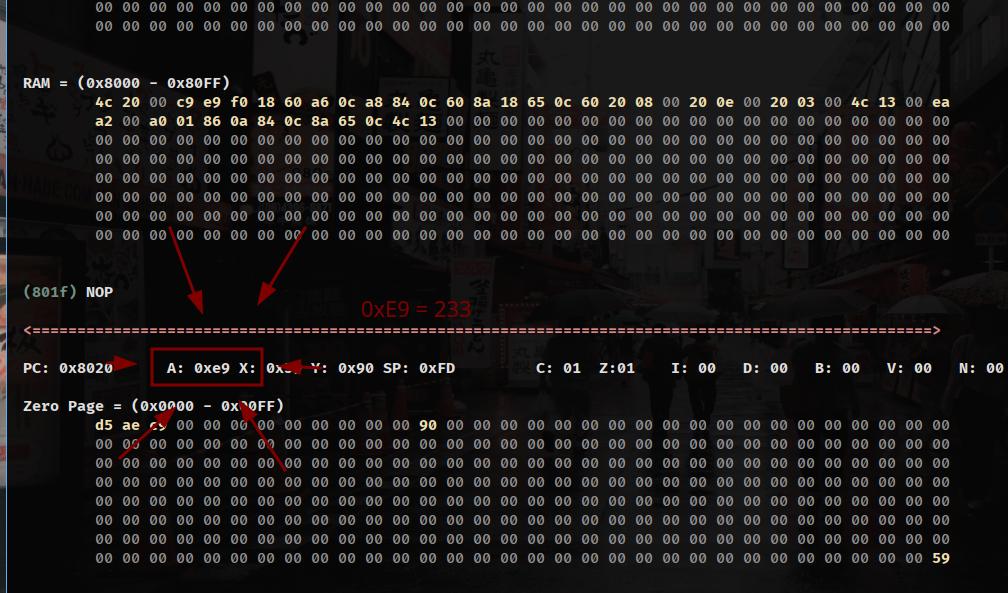 00 00 00 00 00 00 00 00 00 00 00 00 00 00 00 00 00 00 00 00 00 00 00 00 00 00 00 00 00 00 00 00
00 00 00 00 00 00 00 00 00 00 00 00 00 00 00 00 00 00 00 00 00 00 00 00 00 00 00 00 00 00 00 00
RAM = (0x8000 - 0x80FF)
4c 20 00 c9 e9 f0 18 60 a6 0c a8 84 0c 60 8a 18 65 0c 60 20 08 00 20 0e 00 20 03 00 4c 13 00 ea
a2 00 a0 01 86 0a 84 0c 8a 65 0c 4c 13 00 00 00 00 00 00 00 00 00 00 00 00 00 00 00 00 00 00 00
00 00 00 00 00 00 00 00 00 00 00 00 00 00 00 00 00 00 00 00 00 00 00 00 00 00 00 00 00 00 00 00
00 00 00 00 00 00 00 00 00 00 00 00 00 00 00 00 00 00 00 00 00 00 00 00 00 00 00 00 00 00 00 00
00 00 00 00 00 00 00 00 00 00 00 00 00 00 00 00 00 00 00 00 00 00 00 00 00 00 00 00 00 00 00 00
00 00 00 00 00 00 00 00 00 00 00 00 00 00 00 00 00 00 00 00 00 00 00 00 00 00 00 00 00 00 00 00
00 00 00 00 00 00 00 00 00 00 00 00 00 00 00 00 00 00 00 00 00 00 00 00 00 00 00 00 00 00 00 00
00 00 00 00 00 00 00 00 00 00 00 00 00 00 00 00 00 00 00 00 00 00 00 00 00 00 00 00 00 00 00 00
(801f) NOP
0xE9 = 233
PC: 0x8020 A: 0xe9 X: Y: 0x90 SP: 0xFD C: 01 Z:01 I: 00 D: 00 B: 00 V: 00 N: 00
Zero Page = (0x0000 - 0x00FF)
d5 ae 00 00 00 00 00 00 00 00 00 90 00 00 00 00 00 00 00 00 00 00 00 00 00 00 00 00 00 00 00
00 00 00 00 00 00 00 00 00 00 00 00 00 00 00 00 00 00 00 00 00 00 00 00 00 00 00 00 00 00 00 00
00 00 00 00 00 00 00 00 00 00 00 00 00 00 00 00 00 00 00 00 00 00 00 00 00 00 00 00 00 00 00 00
00 00 00 00 00 00 00 00 00 00 00 00 00 00 00 00 00 00 00 00 00 00 00 00 00 00 00 00 00 00 00 00
00 00 00 00 00 00 00 00 00 00 00 00 00 00 00 00 00 00 00 00 00 00 00 00 00 00 00 00 00 00 00 00
00 00 00 00 00 00 00 00 00 00 00 00 00 00 00 00 00 00 00 00 00 00 00 00 00 00 00 00 00 00 00 00
00 00 00 00 00 00 00 00 00 00 00 00 00 00 00 00 00 00 00 00 00 00 00 00 00 00 00 00 00 00 00 00
00 00 00 00 00 00 00 00 00 00 00 00 00 00 00 00 00 00 00 00 00 00 00 00 00 00 00 00 00 00 00 59